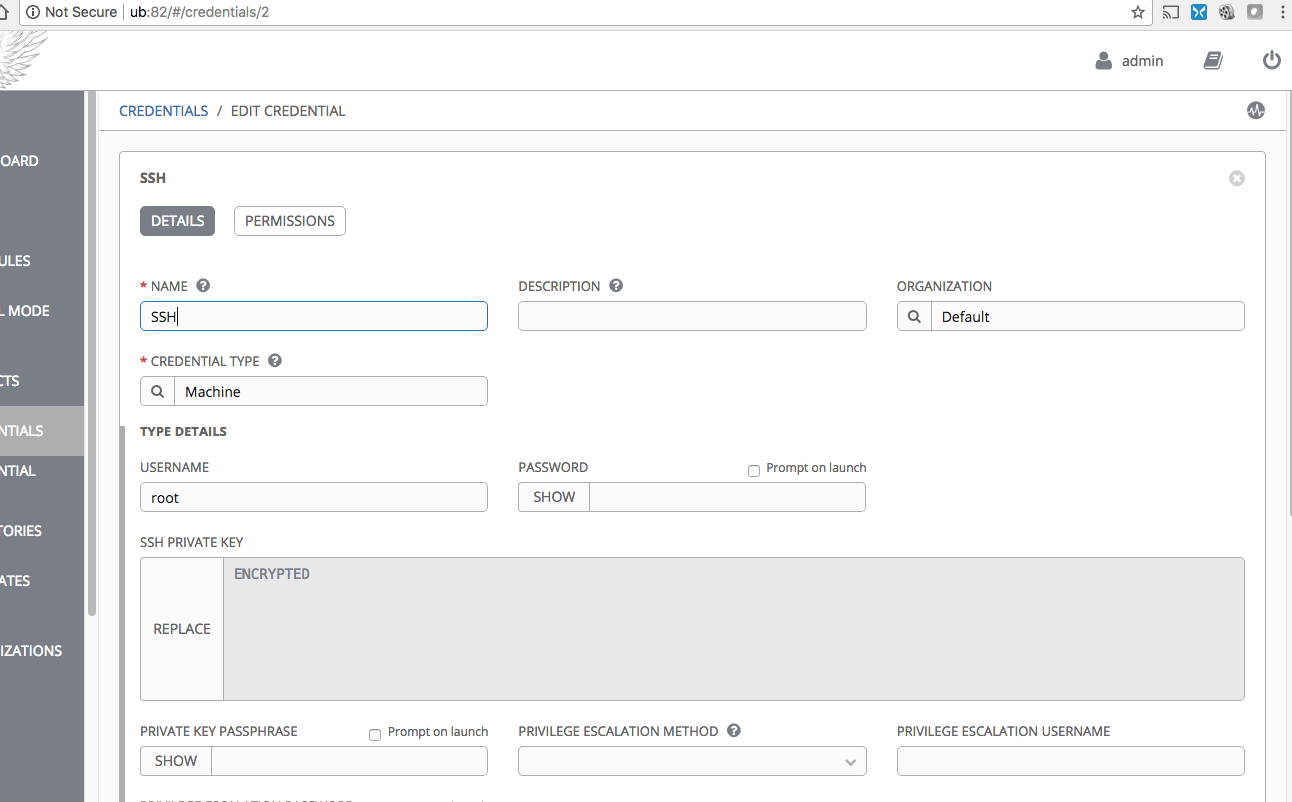 Not Secure ub:82/#/credentials/2
admin
CREDENTIALS / EDIT CREDENTIAL
OARD
ULES
L MODE
CTS
NTIALS
NTIAL
TORIES
ATES
IZATIONS
SSH
DETAILS PERMISSIONS
* NAME ? DESCRIPTION ? ORGANIZATION
SSH Default
* CREDENTIAL TYPE ?
Machine
TYPE DETAILS
USERNAME PASSWORD Prompt on launch
root SHOW
SSH PRIVATE KEY
ENCRYPTED
REPLACE
PRIVATE KEY PASSPHRASE Prompt on launch PRIVILEGE ESCALATION METHOD ? PRIVILEGE ESCALATION USERNAME
SHOW